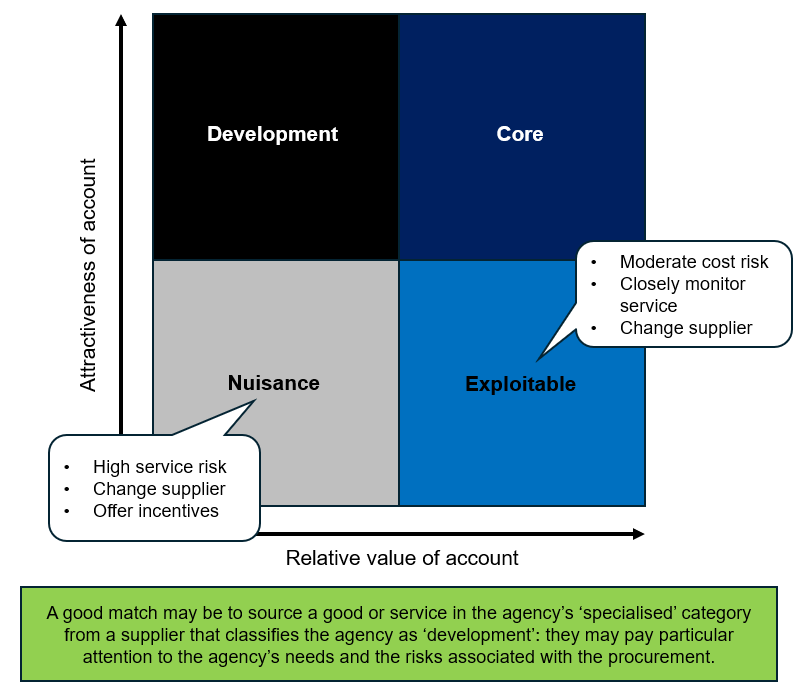 Attractiveness of account
Development
Core
• Moderate cost risk
• Closely monitor
service
• Change supplier
Nuisance
Exploitable
• High service risk
• Change supplier
• Offer incentives
Relative value of account
A good match may be to source a good or service in the agency’s ‘specialised’ category
from a supplier that classifies the agency as ‘development’: they may pay particular
attention to the agency’s needs and the risks associated with the procurement.